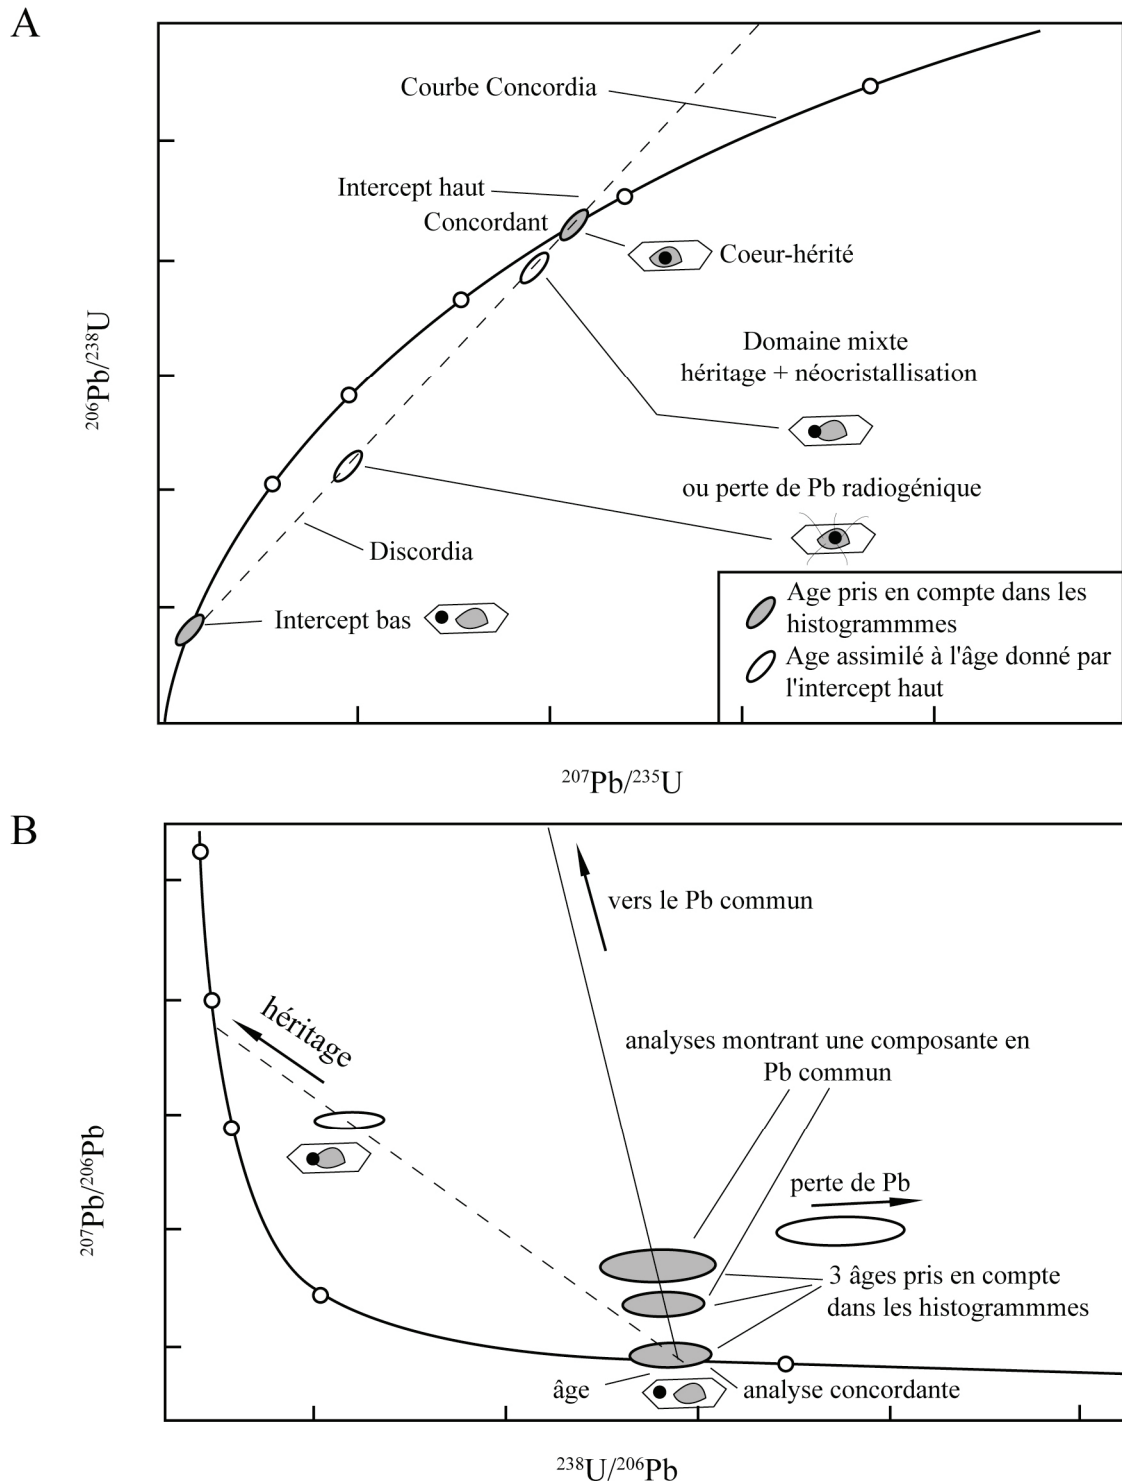 A
Courbe Concordia
Intercept haut
Concordant
Coeur-hérité
²⁰⁶Pb/²³⁸U
Domaine mixte
héritage + néocristallisation
ou perte de Pb radiogénique
Discordia
Intercept bas
Age pris en compte dans les
histogrammmes
Age assimilé à l'âge donné par
l'intercept haut
²⁰⁷Pb/²³⁵U
B
vers le Pb commun
héritage
analyses montrant une composante en
Pb commun
²⁰⁷Pb/²⁰⁶Pb
perte de Pb
3 âges pris en compte
dans les histogrammmes
âge
analyse concordante
²³⁸U/²⁰⁶Pb